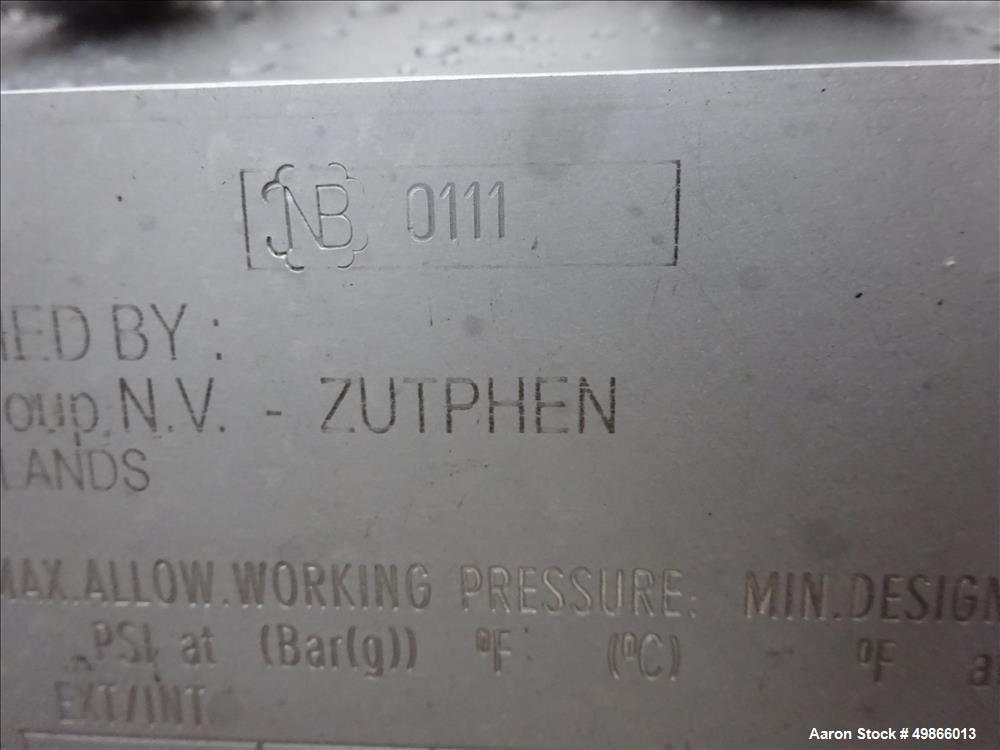 NB 0111
NED BY :
oup N.V. - ZUTPHEN
LANDS
MAX.ALLOW.WORKING PRESSURE: MIN.DESIGN
PSI at (Bar(g)) ºF (ºC) ºF a
EXT/INT
Aaron Stock # 49866013